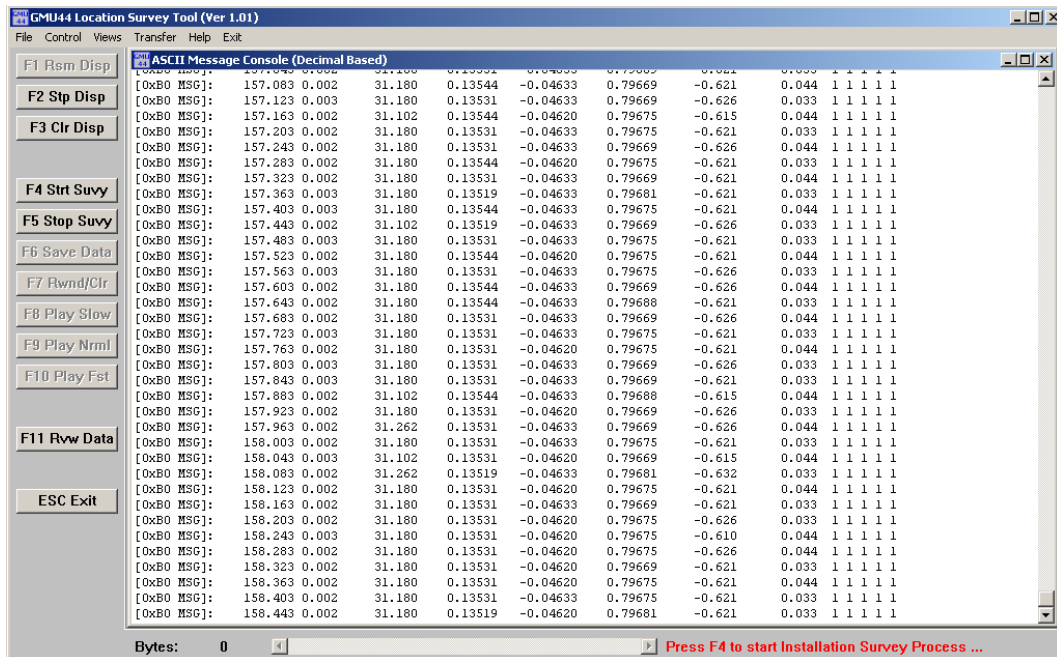 GMU44 Location Survey Tool (Ver 1.01)
File Control Views Transfer Help Exit
F1 Rsm Disp
F2 Stp Disp
F3 Clr Disp
F4 Strt Suvy
F5 Stop Suvy
F6 Save Data
F7 Rwnd/Clr
F8 Play Slow
F9 Play Nrml
F10 Play Fst
F11 Rvw Data
ESC Exit
ASCII Message Console (Decimal Based)
[0xB0 MSG]: 157.083 0.002 31.180 0.13544 -0.04633 0.79669 -0.621 0.044 1 1 1 1 1
[0xB0 MSG]: 157.123 0.003 31.180 0.13531 -0.04633 0.79669 -0.626 0.044 1 1 1 1 1
[0xB0 MSG]: 157.163 0.003 31.102 0.13544 -0.04620 0.79675 -0.615 0.044 1 1 1 1 1
[0xB0 MSG]: 157.203 0.002 31.180 0.13531 -0.04633 0.79675 -0.621 0.033 1 1 1 1 1
[0xB0 MSG]: 157.243 0.002 31.180 0.13531 -0.04633 0.79669 -0.626 0.044 1 1 1 1 1
[0xB0 MSG]: 157.283 0.002 31.180 0.13544 -0.04620 0.79675 -0.621 0.033 1 1 1 1 1
[0xB0 MSG]: 157.323 0.002 31.180 0.13544 -0.04633 0.79669 -0.621 0.044 1 1 1 1 1
[0xB0 MSG]: 157.363 0.003 31.180 0.13519 -0.04633 0.79681 -0.621 0.033 1 1 1 1 1
[0xB0 MSG]: 157.403 0.003 31.180 0.13544 -0.04633 0.79675 -0.621 0.044 1 1 1 1 1
[0xB0 MSG]: 157.443 0.002 31.102 0.13519 -0.04633 0.79669 -0.626 0.033 1 1 1 1 1
[0xB0 MSG]: 157.483 0.003 31.180 0.13531 -0.04633 0.79675 -0.621 0.033 1 1 1 1 1
[0xB0 MSG]: 157.523 0.002 31.180 0.13544 -0.04620 0.79675 -0.621 0.044 1 1 1 1 1
[0xB0 MSG]: 157.563 0.003 31.180 0.13531 -0.04633 0.79675 -0.626 0.033 1 1 1 1 1
[0xB0 MSG]: 157.603 0.002 31.180 0.13544 -0.04633 0.79669 -0.626 0.044 1 1 1 1 1
[0xB0 MSG]: 157.643 0.002 31.180 0.13544 -0.04633 0.79688 -0.621 0.033 1 1 1 1 1
[0xB0 MSG]: 157.683 0.002 31.180 0.13531 -0.04633 0.79669 -0.626 0.044 1 1 1 1 1
[0xB0 MSG]: 157.723 0.003 31.180 0.13531 -0.04633 0.79675 -0.621 0.033 1 1 1 1 1
[0xB0 MSG]: 157.763 0.002 31.180 0.13531 -0.04620 0.79675 -0.621 0.044 1 1 1 1 1
[0xB0 MSG]: 157.803 0.003 31.180 0.13531 -0.04633 0.79669 -0.626 0.033 1 1 1 1 1
[0xB0 MSG]: 157.843 0.003 31.180 0.13531 -0.04633 0.79669 -0.621 0.033 1 1 1 1 1
[0xB0 MSG]: 157.883 0.002 31.102 0.13544 -0.04633 0.79688 -0.615 0.044 1 1 1 1 1
[0xB0 MSG]: 157.923 0.002 31.180 0.13531 -0.04620 0.79669 -0.626 0.033 1 1 1 1 1
[0xB0 MSG]: 157.963 0.002 31.262 0.13531 -0.04633 0.79669 -0.626 0.044 1 1 1 1 1
[0xB0 MSG]: 158.003 0.002 31.180 0.13531 -0.04633 0.79675 -0.621 0.033 1 1 1 1 1
[0xB0 MSG]: 158.043 0.003 31.102 0.13531 -0.04620 0.79669 -0.615 0.044 1 1 1 1 1
[0xB0 MSG]: 158.083 0.002 31.262 0.13519 -0.04633 0.79681 -0.632 0.033 1 1 1 1 1
[0xB0 MSG]: 158.123 0.002 31.180 0.13531 -0.04620 0.79675 -0.621 0.044 1 1 1 1 1
[0xB0 MSG]: 158.163 0.002 31.180 0.13531 -0.04633 0.79675 -0.626 0.033 1 1 1 1 1
[0xB0 MSG]: 158.203 0.002 31.180 0.13531 -0.04620 0.79675 -0.626 0.033 1 1 1 1 1
[0xB0 MSG]: 158.243 0.003 31.180 0.13531 -0.04620 0.79675 -0.610 0.044 1 1 1 1 1
[0xB0 MSG]: 158.283 0.002 31.180 0.13531 -0.04620 0.79675 -0.626 0.044 1 1 1 1 1
[0xB0 MSG]: 158.323 0.003 31.180 0.13531 -0.04620 0.79669 -0.621 0.033 1 1 1 1 1
[0xB0 MSG]: 158.363 0.003 31.180 0.13531 -0.04620 0.79675 -0.621 0.044 1 1 1 1 1
[0xB0 MSG]: 158.403 0.002 31.180 0.13531 -0.04633 0.79675 -0.621 0.033 1 1 1 1 1
[0xB0 MSG]: 158.443 0.002 31.180 0.13519 -0.04620 0.79681 -0.621 0.033 1 1 1 1 1
Bytes: 0
Press F4 to start Installation Survey Process ...